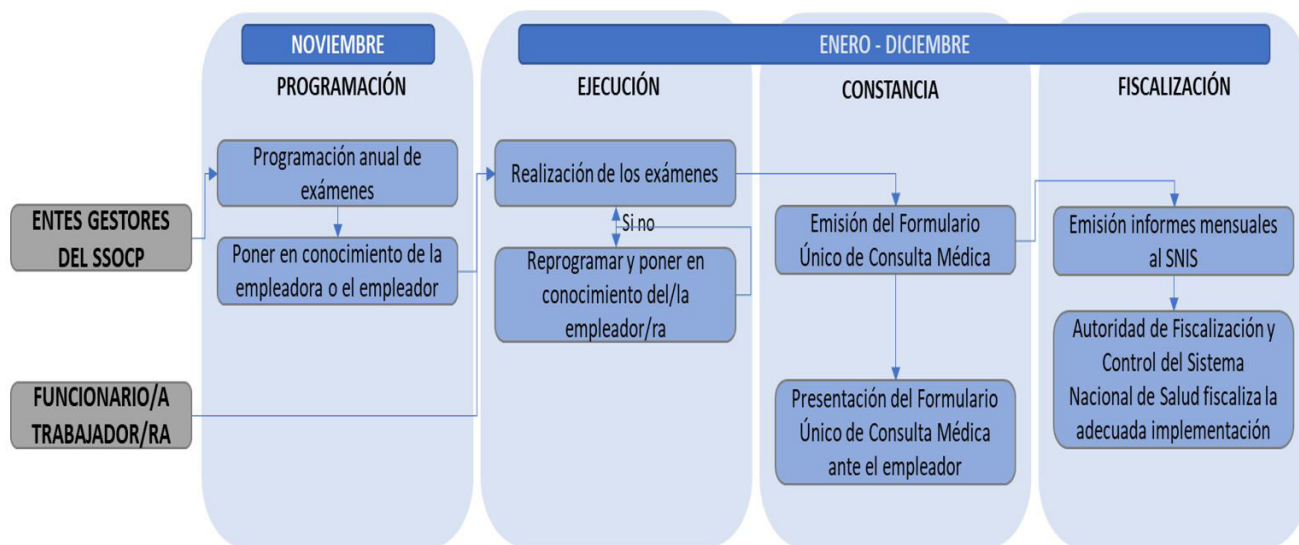 NOVIEMBRE
ENERO - DICIEMBRE
PROGRAMACIÓN
EJECUCIÓN
CONSTANCIA
FISCALIZACIÓN
ENTES GESTORES
DEL SSOCP
FUNCIONARIO/A
TRABAJADOR/RA
Programación anual de
exámenes
Poner en conocimiento de la
empleadora o el empleador
Realización de los exámenes
Si no
Reprogramar y poner en
conocimiento del/la
empleador/ra
Emisión del Formulario
Único de Consulta Médica
Presentación del Formulario
Único de Consulta Médica
ante el empleador
Emisión informes mensuales
al SNIS
Autoridad de Fiscalización y
Control del Sistema
Nacional de Salud fiscaliza la
adecuada implementación